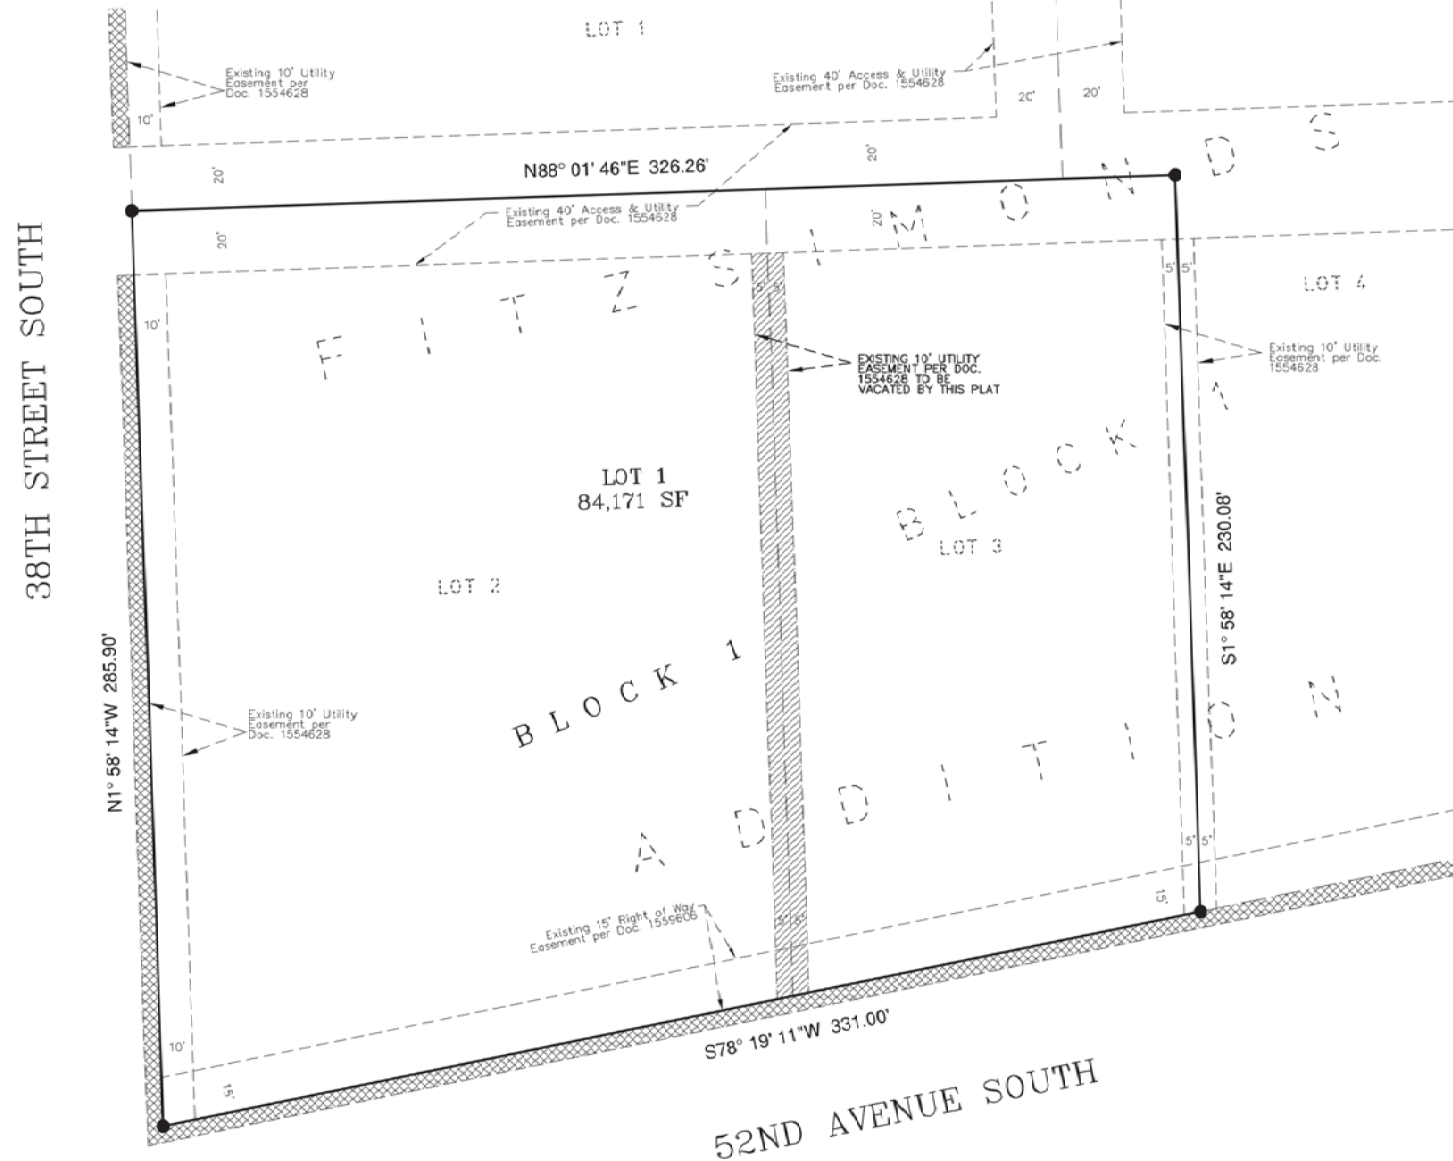 LOT 1
Existing 10' Utility
Easement per
Doc. 1554628
10'
Existing 40' Access & Utility
Easement per Doc. 1554628
20'
20'
20'
N88° 01' 46"E 326.26'
20'
Existing 40' Access & Utility
Easement per Doc. 1554628
20'
20'
FITZSIMONDS
5' 5'
5' 5'
LOT 4
10'
EXISTING 10' UTILITY
EASEMENT PER DOC.
1554628 TO BE
VACATED BY THIS PLAT
Existing 10' Utility
Easement per Doc.
1554628
38TH STREET SOUTH
LOT 1
84,171 SF
BLOCK 1
LOT 3
LOT 2
S1° 58' 14"E 230.08'
BLOCK 1
N1° 58' 14"W 285.90'
Existing 10' Utility
Easement per
Doc. 1554628
ADDITION
5' 5'
15'
Existing 15' Right of Way
Easement per Doc. 1559606
5' 5'
10'
15'
S78° 19' 11"W 331.00'
52ND AVENUE SOUTH